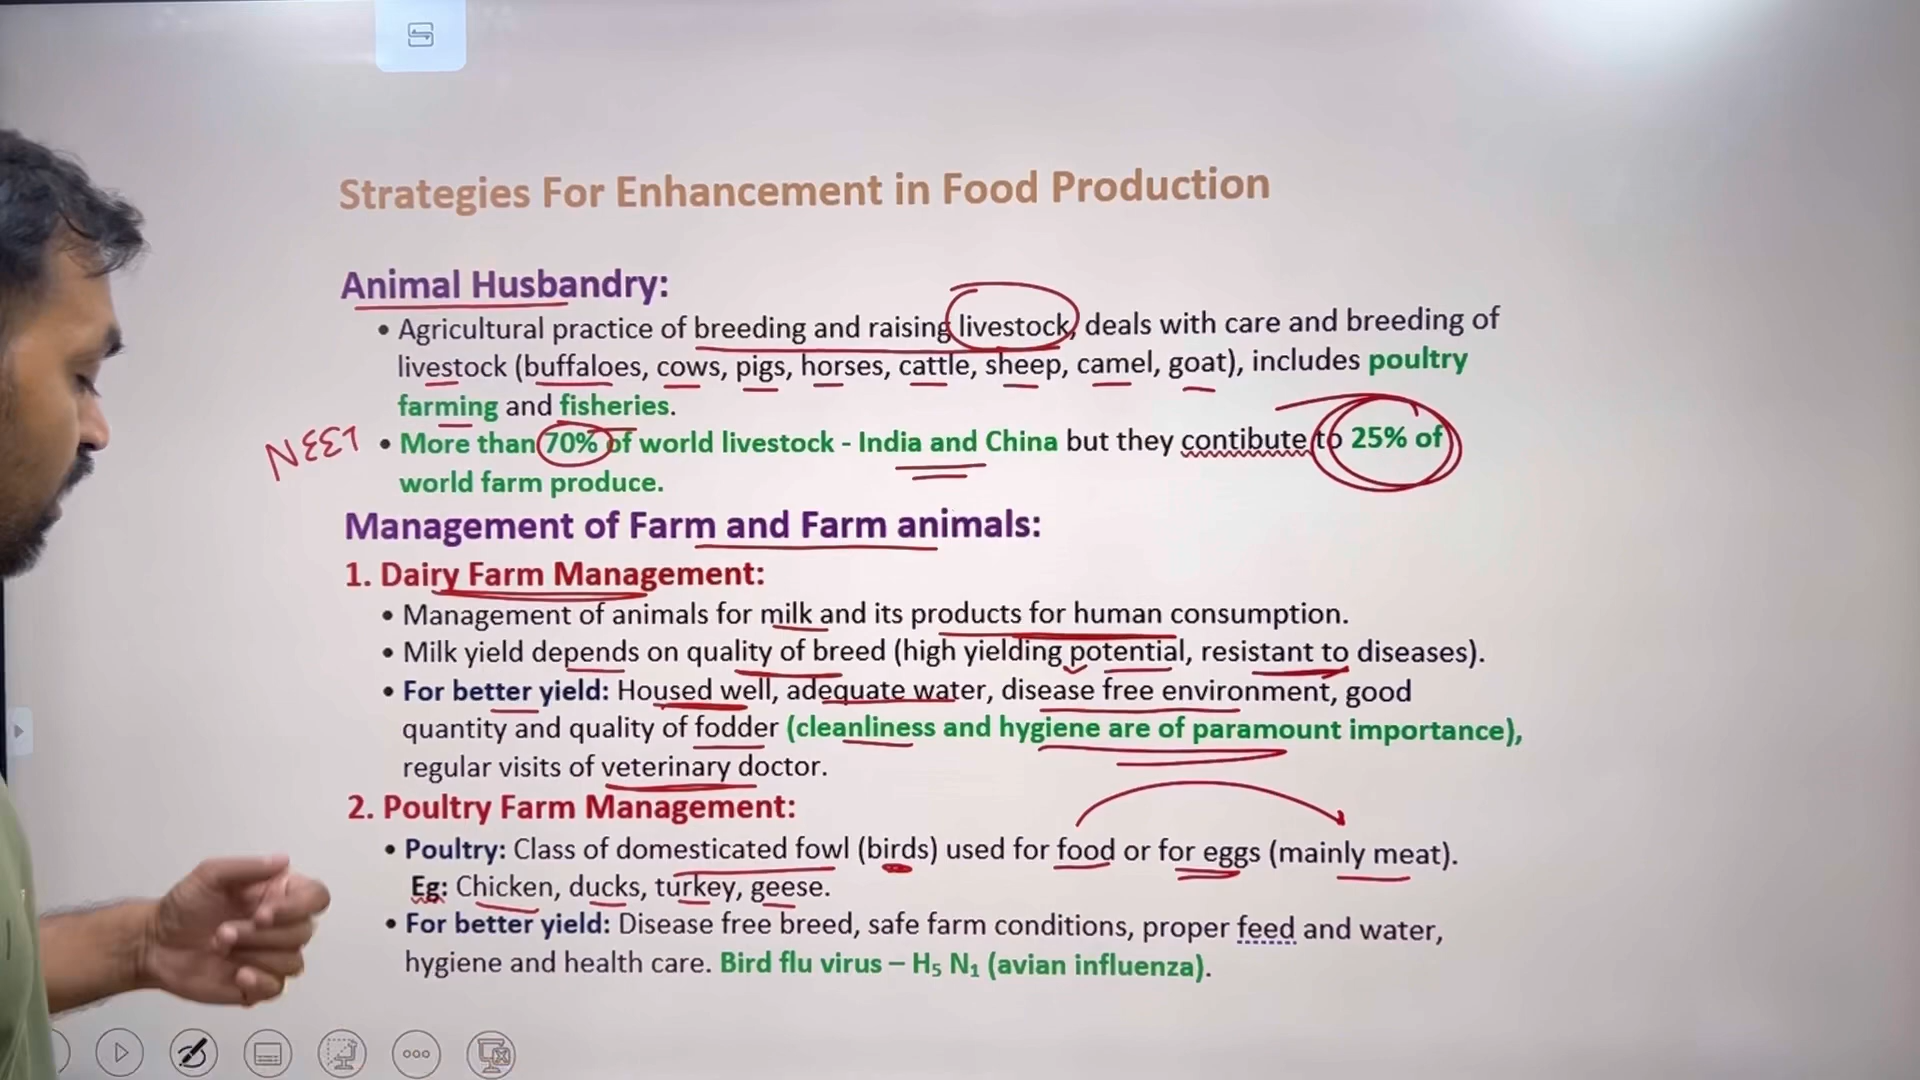 Strategies For Enhancement in Food Production
Animal Husbandry:
• Agricultural practice of breeding and raising livestock, deals with care and breeding of
livestock (buffaloes, cows, pigs, horses, cattle, sheep, camel, goat), includes poultry
farming and fisheries.
NEET • More than 70% of world livestock - India and China but they contibute to 25% of
world farm produce.
Management of Farm and Farm animals:
1. Dairy Farm Management:
• Management of animals for milk and its products for human consumption.
• Milk yield depends on quality of breed (high yielding potential, resistant to diseases).
• For better yield: Housed well, adequate water, disease free environment, good
quantity and quality of fodder (cleanliness and hygiene are of paramount importance),
regular visits of veterinary doctor.
2. Poultry Farm Management:
• Poultry: Class of domesticated fowl (birds) used for food or for eggs (mainly meat).
Eg: Chicken, ducks, turkey, geese.
• For better yield: Disease free breed, safe farm conditions, proper feed and water,
hygiene and health care. Bird flu virus – H₅ N₁ (avian influenza).